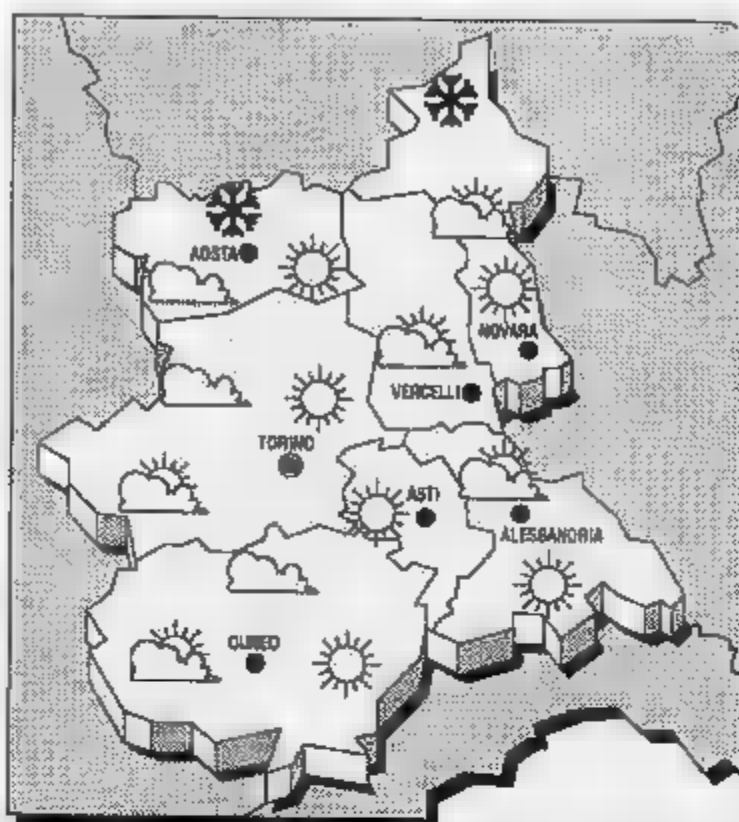 AOSTA
NOVARA
VERCELLI
TORINO
ASTI
ALESSANDRIA
CUNEO